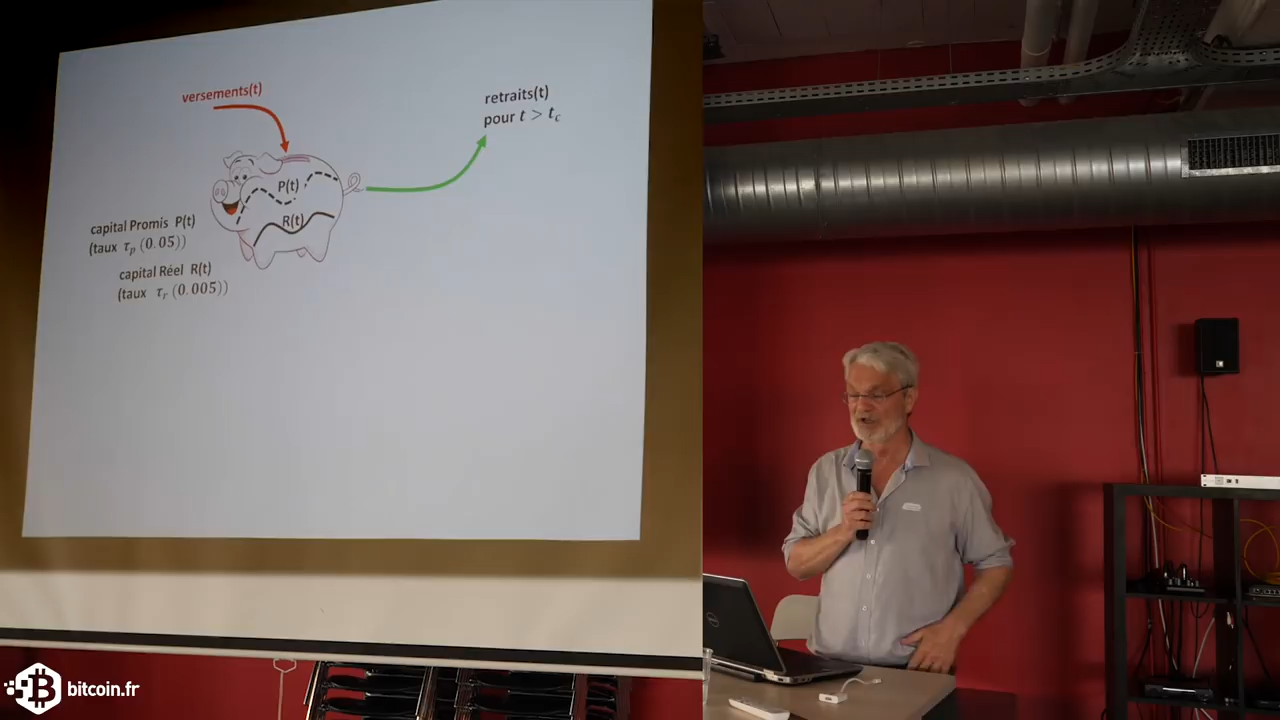 versements(t)
retraits(t)
pour t > t_c
P(t)
R(t)
capital Promis P(t)
(taux τ_p (0.05))
capital Réel R(t)
(taux τ_r (0.005))
bitcoin.fr